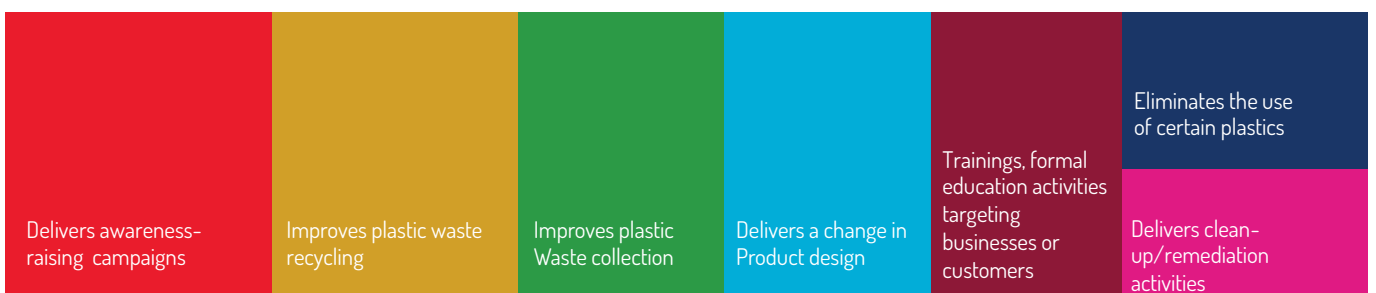 Delivers awareness-
raising campaigns
Improves plastic waste
recycling
Improves plastic
Waste collection
Delivers a change in
Product design
Trainings, formal
education activities
targeting
businesses or
customers
Eliminates the use
of certain plastics
Delivers clean-
up/remediation
activities